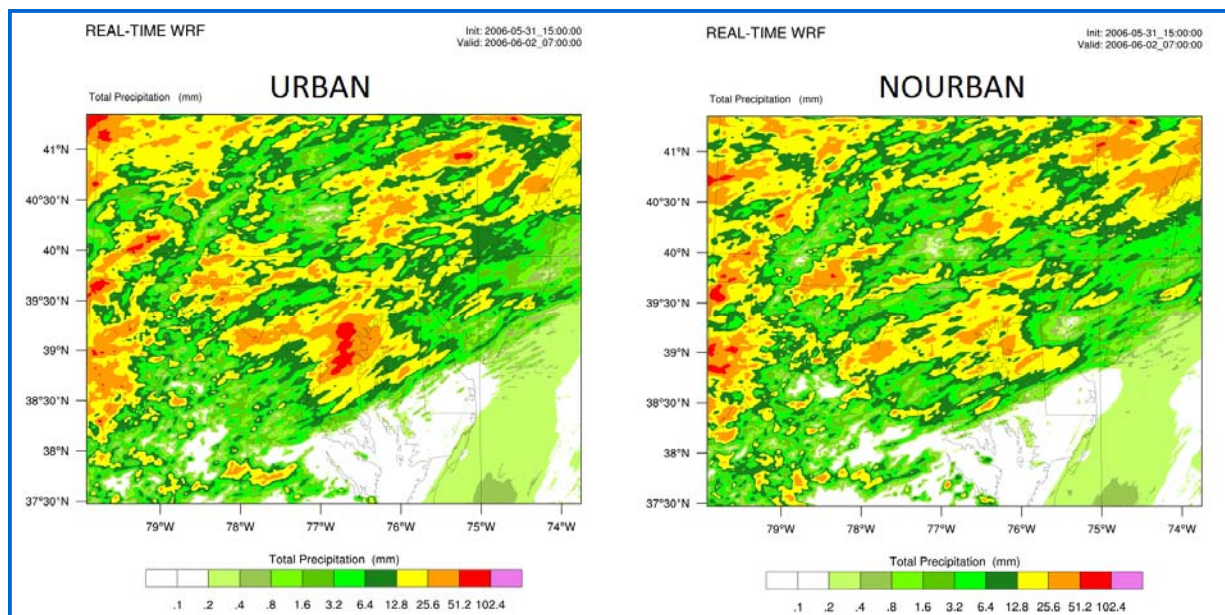 REAL-TIME WRF
Init: 2006-05-31_15:00:00
Valid: 2006-06-02_07:00:00
URBAN
Total Precipitation (mm)
41°N
40°30'N
40°N
39°30'N
39°N
38°30'N
38°N
37°30'N
79°W 78°W 77°W 76°W 75°W 74°W
Total Precipitation (mm)
.1 .2 .4 .8 1.6 3.2 6.4 12.8 25.6 51.2 102.4
REAL-TIME WRF
Init: 2006-05-31_15:00:00
Valid: 2006-06-02_07:00:00
NOURBAN
Total Precipitation (mm)
41°N
40°30'N
40°N
39°30'N
39°N
38°30'N
38°N
37°30'N
79°W 78°W 77°W 76°W 75°W 74°W
Total Precipitation (mm)
.1 .2 .4 .8 1.6 3.2 6.4 12.8 25.6 51.2 102.4